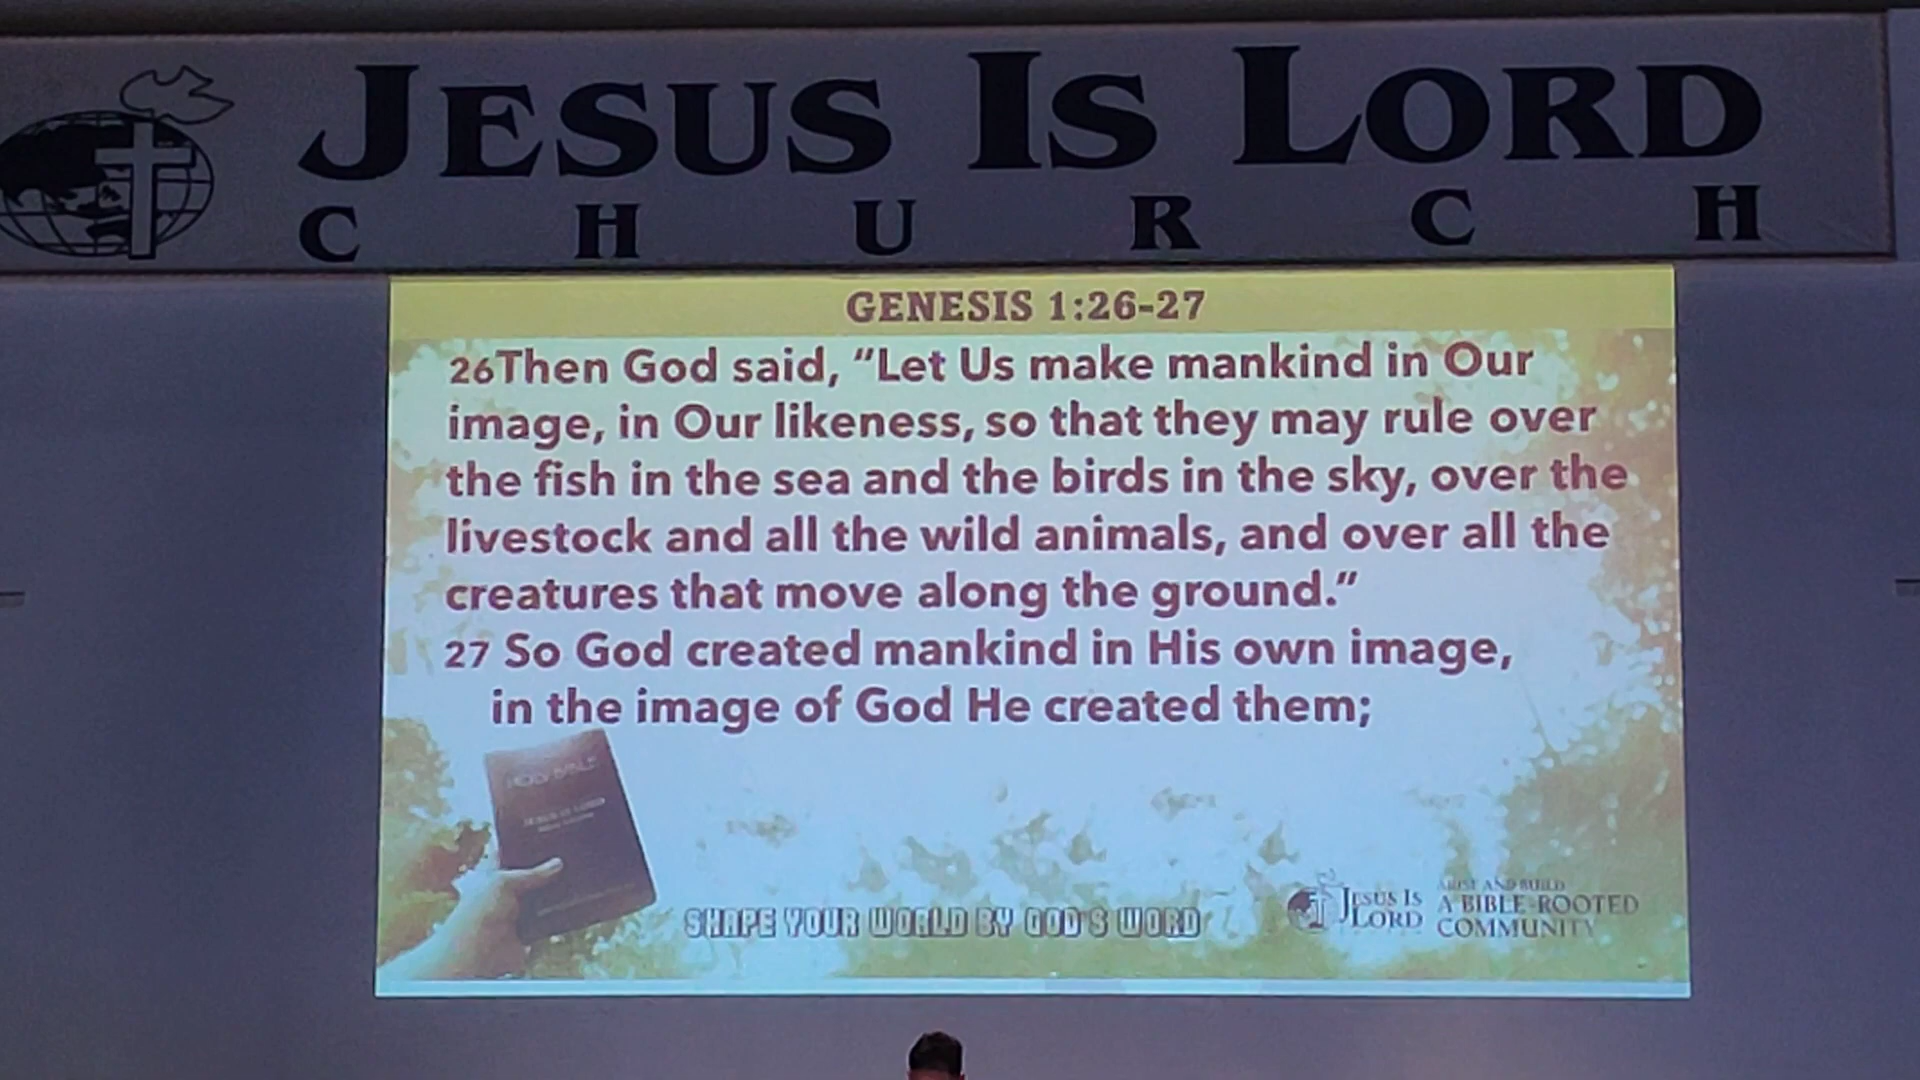 JESUS IS LORD
CHURCH
GENESIS 1:26-27
26Then God said, "Let Us make mankind in Our
image, in Our likeness, so that they may rule over
the fish in the sea and the birds in the sky, over the
livestock and all the wild animals, and over all the
creatures that move along the ground."
27 So God created mankind in His own image,
in the image of God He created them;
HOLY BIBLE
SHAPE YOUR WORLD BY GOD'S WORD
JESUS IS
LORD
ARISE AND BUILD
A BIBLE-ROOTED
COMMUNITY